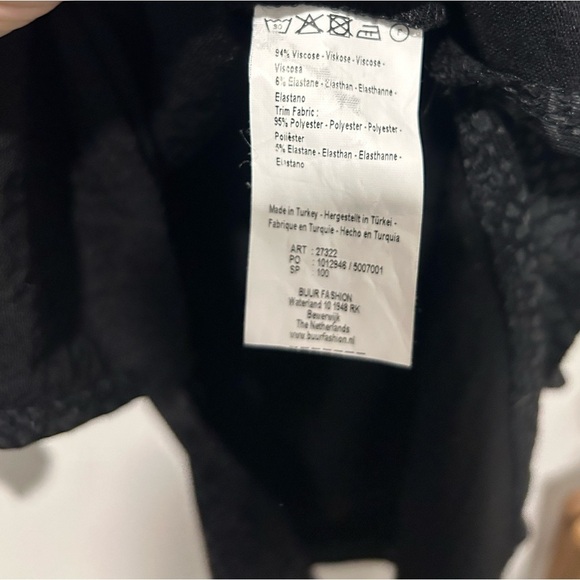 94% Viscose - Viskose - Viscose -
Viscosa
6% Elastane - Elasthan - Elasthanne -
Elastano
Trim Fabric :
95% Polyester - Polyester - Polyester -
Poliéster
5% Elastane - Elasthan - Elasthanne -
Elastano
Made in Turkey - Hergestellt in Türkei -
Fabrique en Turquie - Hecho en Turquia
ART : 27322
PO : 1012946 / 5007001
SP : 100
BUUR FASHION
Waterland 10 1948 RK
Beverwijk
The Netherlands
www.buurfashion.nl